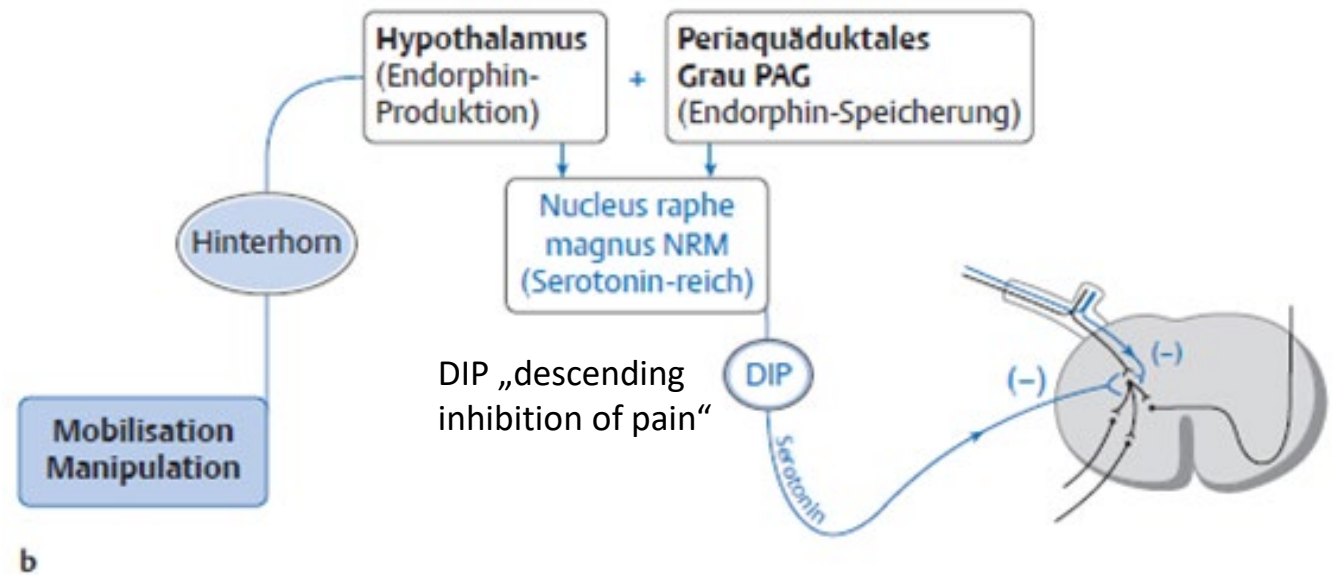 Hypothalamus
(Endorphin-
Produktion)
+
Periaquäduktales
Grau PAG
(Endorphin-Speicherung)
Nucleus raphe
magnus NRM
(Serotonin-reich)
Hinterhorn
Mobilisation
Manipulation
DIP „descending
inhibition of pain“
DIP
Serotonin
(–)
(–)
b